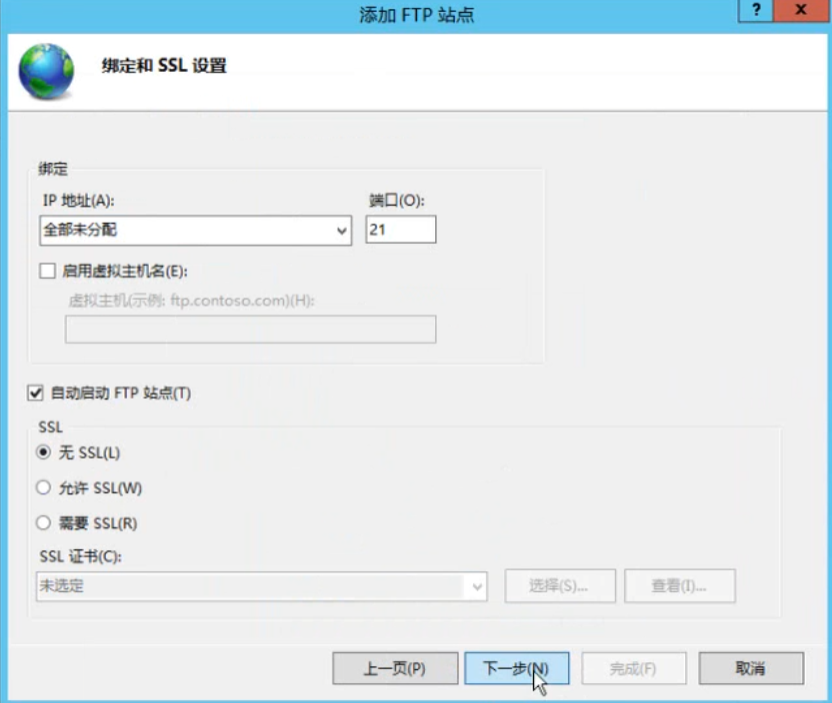 添加 FTP 站点
?
x
绑定和 SSL 设置
绑定
IP 地址(A):
端口(O):
全部未分配
21
启用虚拟主机名(E):
虚拟主机(示例: ftp.contoso.com)(H):
自动启动 FTP 站点(T)
SSL
无 SSL(L)
允许 SSL(W)
需要 SSL(R)
SSL 证书(C):
未选定
选择(S)...
查看(I)...
上一页(P)
下一步(N)
完成(F)
取消